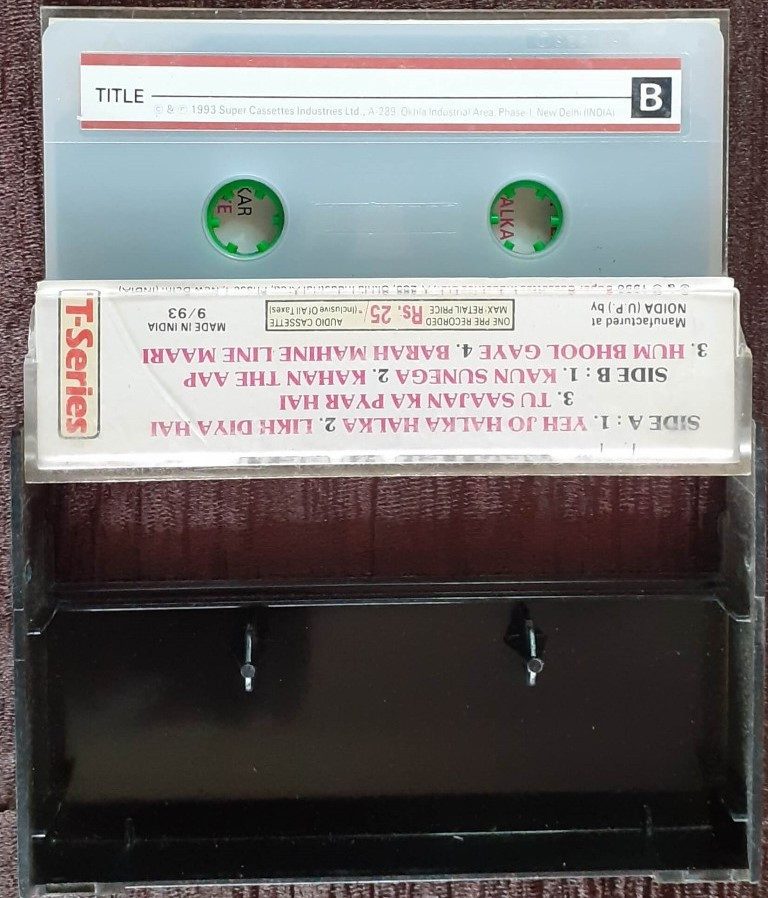 TITLE B
© & ℗ 1993 Super Cassettes Industries Ltd., A-289, Okhla Industrial Area, Phase-I, New Delhi (INDIA)
KAR
E
ALKA
SIDE A : 1. YEH JO HALKA HALKA 2. LIKH DIYA HAI
3. TU SAAJAN KA PYAR HAI
SIDE B : 1. KAUN SUNEGA 2. KAHAN THE AAP
3. HUM BHOOL GAYE 4. BARAH MAHINE LINE MAARI
Manufactured at
NOIDA (U.P.) by
ONE PRE RECORDED
AUDIO CASSETTE
MAX. RETAIL PRICE Rs. 25/- (Inclusive Of All Taxes)
MADE IN INDIA
9/93
T-Series